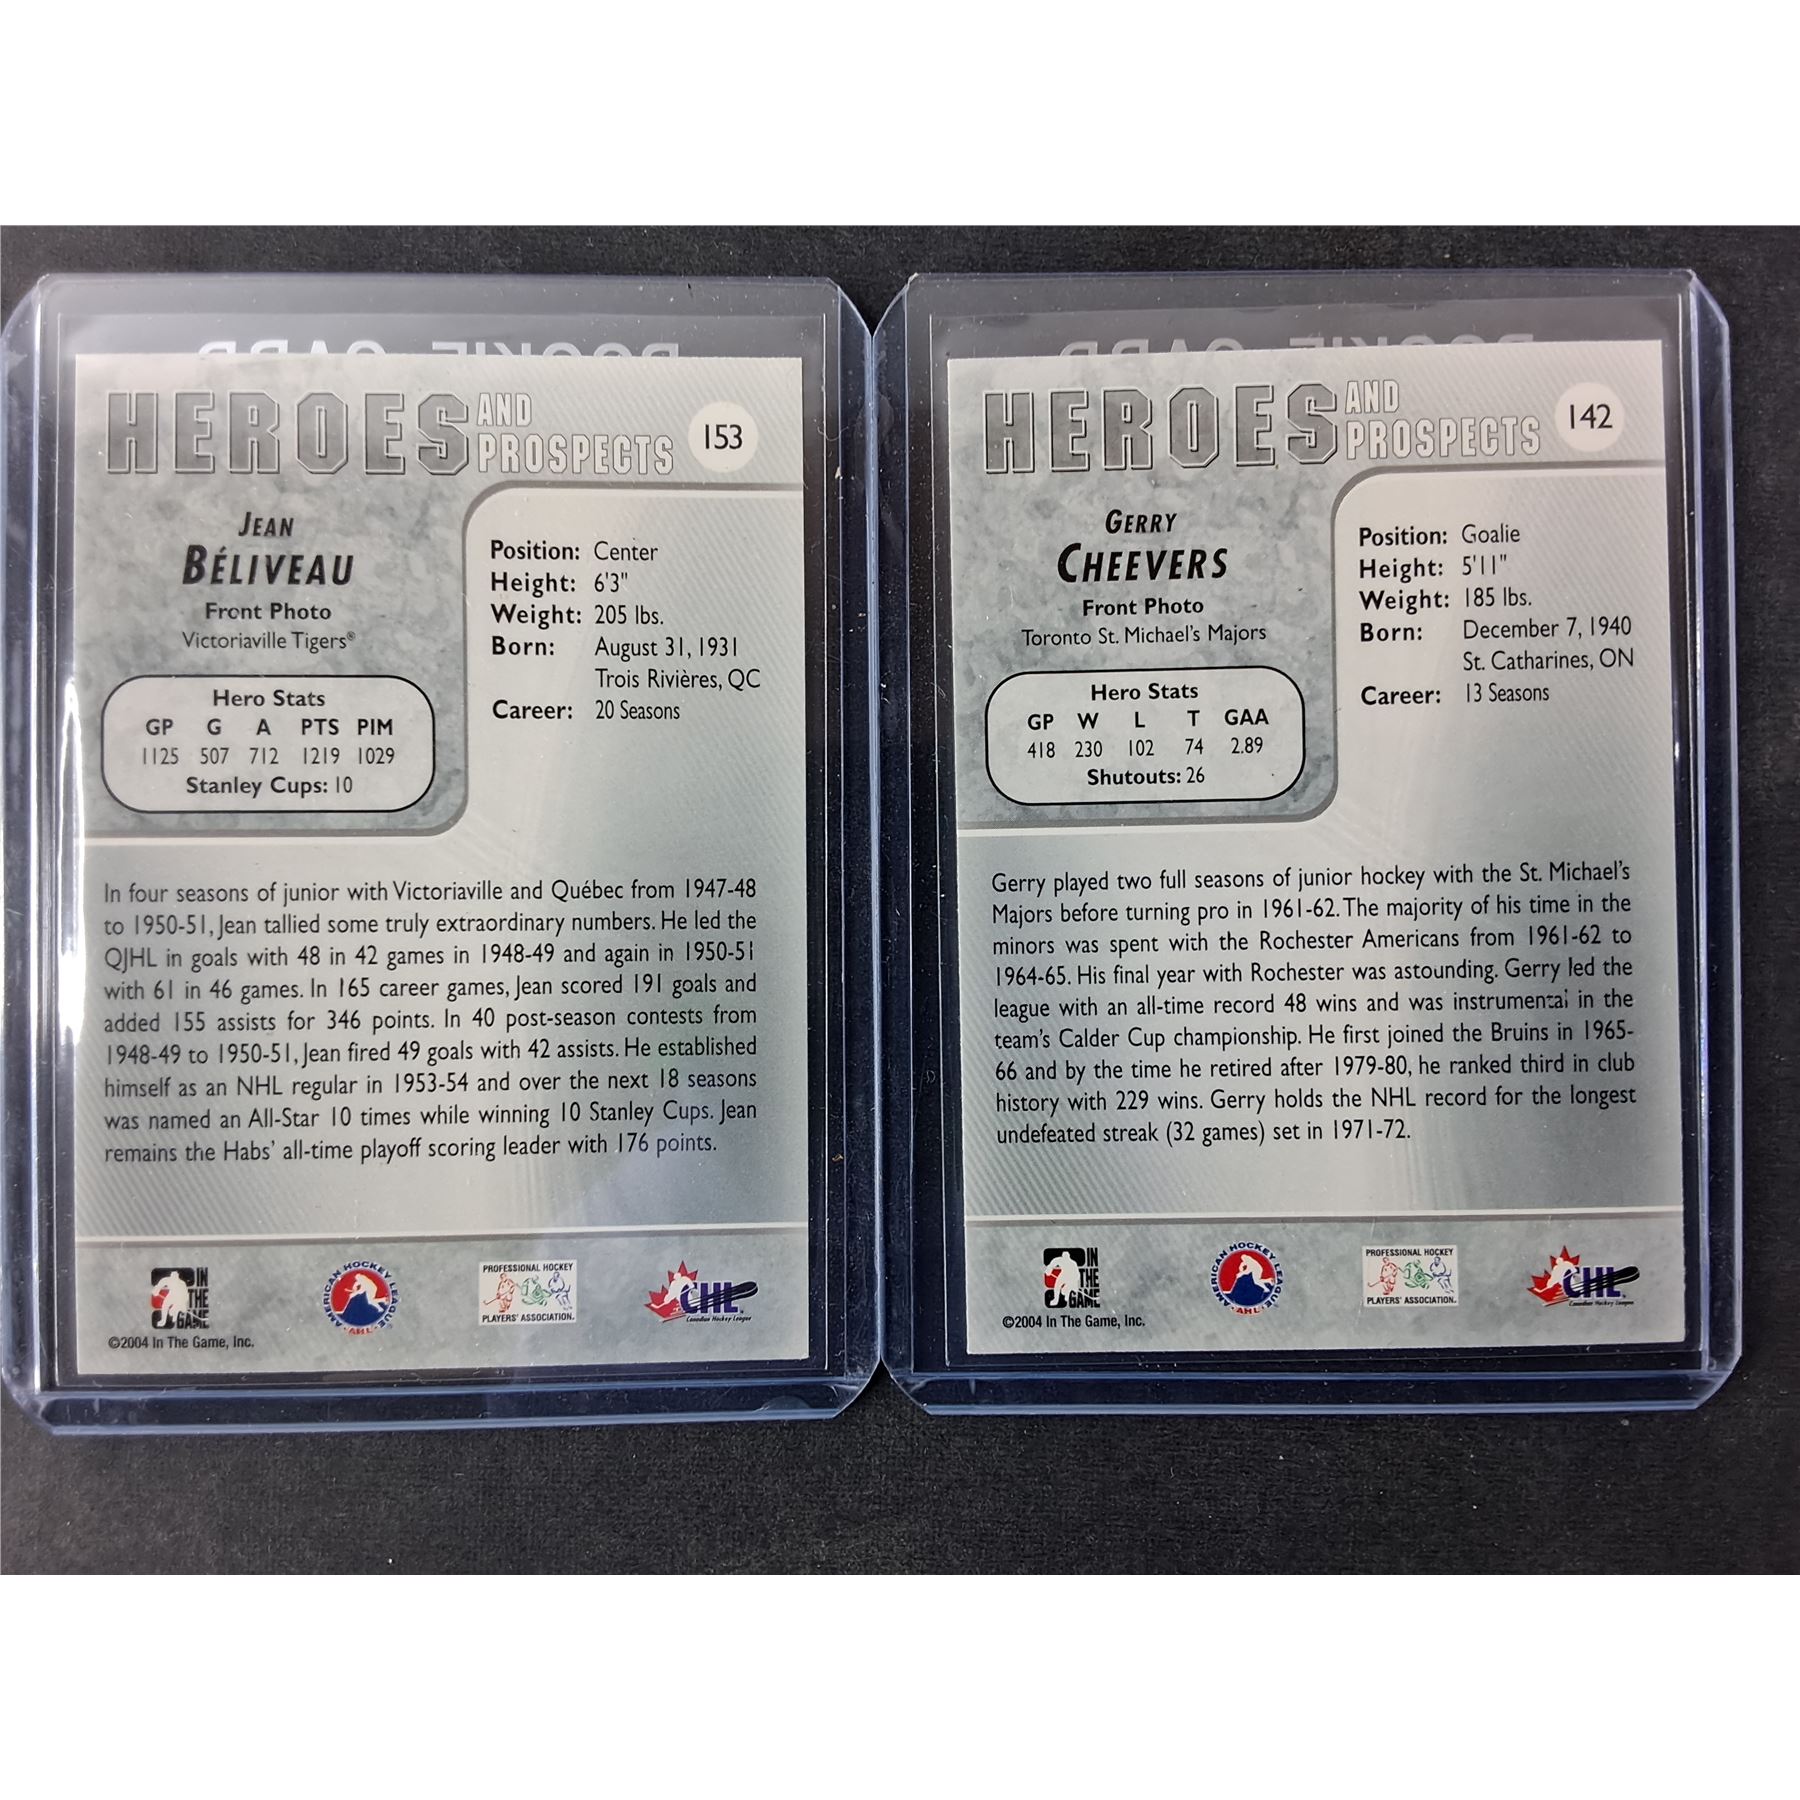 ROOKIE CARD
HEROES AND PROSPECTS
153
JEAN
BÉLIVEAU
Front Photo
Victoriaville Tigers®
Hero Stats
GP G A PTS PIM
1125 507 712 1219 1029
Stanley Cups: 10
Position: Center
Height: 6'3"
Weight: 205 lbs.
Born: August 31, 1931
Trois Rivières, QC
Career: 20 Seasons
In four seasons of junior with Victoriaville and Québec from 1947-48
to 1950-51, Jean tallied some truly extraordinary numbers. He led the
QJHL in goals with 48 in 42 games in 1948-49 and again in 1950-51
with 61 in 46 games. In 165 career games, Jean scored 191 goals and
added 155 assists for 346 points. In 40 post-season contests from
1948-49 to 1950-51, Jean fired 49 goals with 42 assists. He established
himself as an NHL regular in 1953-54 and over the next 18 seasons
was named an All-Star 10 times while winning 10 Stanley Cups. Jean
remains the Habs' all-time playoff scoring leader with 176 points.
IN
THE
GAME
AMERICAN HOCKEY LEAGUE
AHL
PROFESSIONAL HOCKEY
PLAYERS' ASSOCIATION.
CHL
Canadian Hockey League
©2004 In The Game, Inc.
ROOKIE CARD
HEROES AND PROSPECTS
142
GERRY
CHEEVERS
Front Photo
Toronto St. Michael's Majors
Hero Stats
GP W L T GAA
418 230 102 74 2.89
Shutouts: 26
Position: Goalie
Height: 5'11"
Weight: 185 lbs.
Born: December 7, 1940
St. Catharines, ON
Career: 13 Seasons
Gerry played two full seasons of junior hockey with the St. Michael's
Majors before turning pro in 1961-62. The majority of his time in the
minors was spent with the Rochester Americans from 1961-62 to
1964-65. His final year with Rochester was astounding. Gerry led the
league with an all-time record 48 wins and was instrumental in the
team's Calder Cup championship. He first joined the Bruins in 1965-
66 and by the time he retired after 1979-80, he ranked third in club
history with 229 wins. Gerry holds the NHL record for the longest
undefeated streak (32 games) set in 1971-72.
IN
THE
GAME
AMERICAN HOCKEY LEAGUE
AHL
PROFESSIONAL HOCKEY
PLAYERS' ASSOCIATION.
CHL
Canadian Hockey League
©2004 In The Game, Inc.